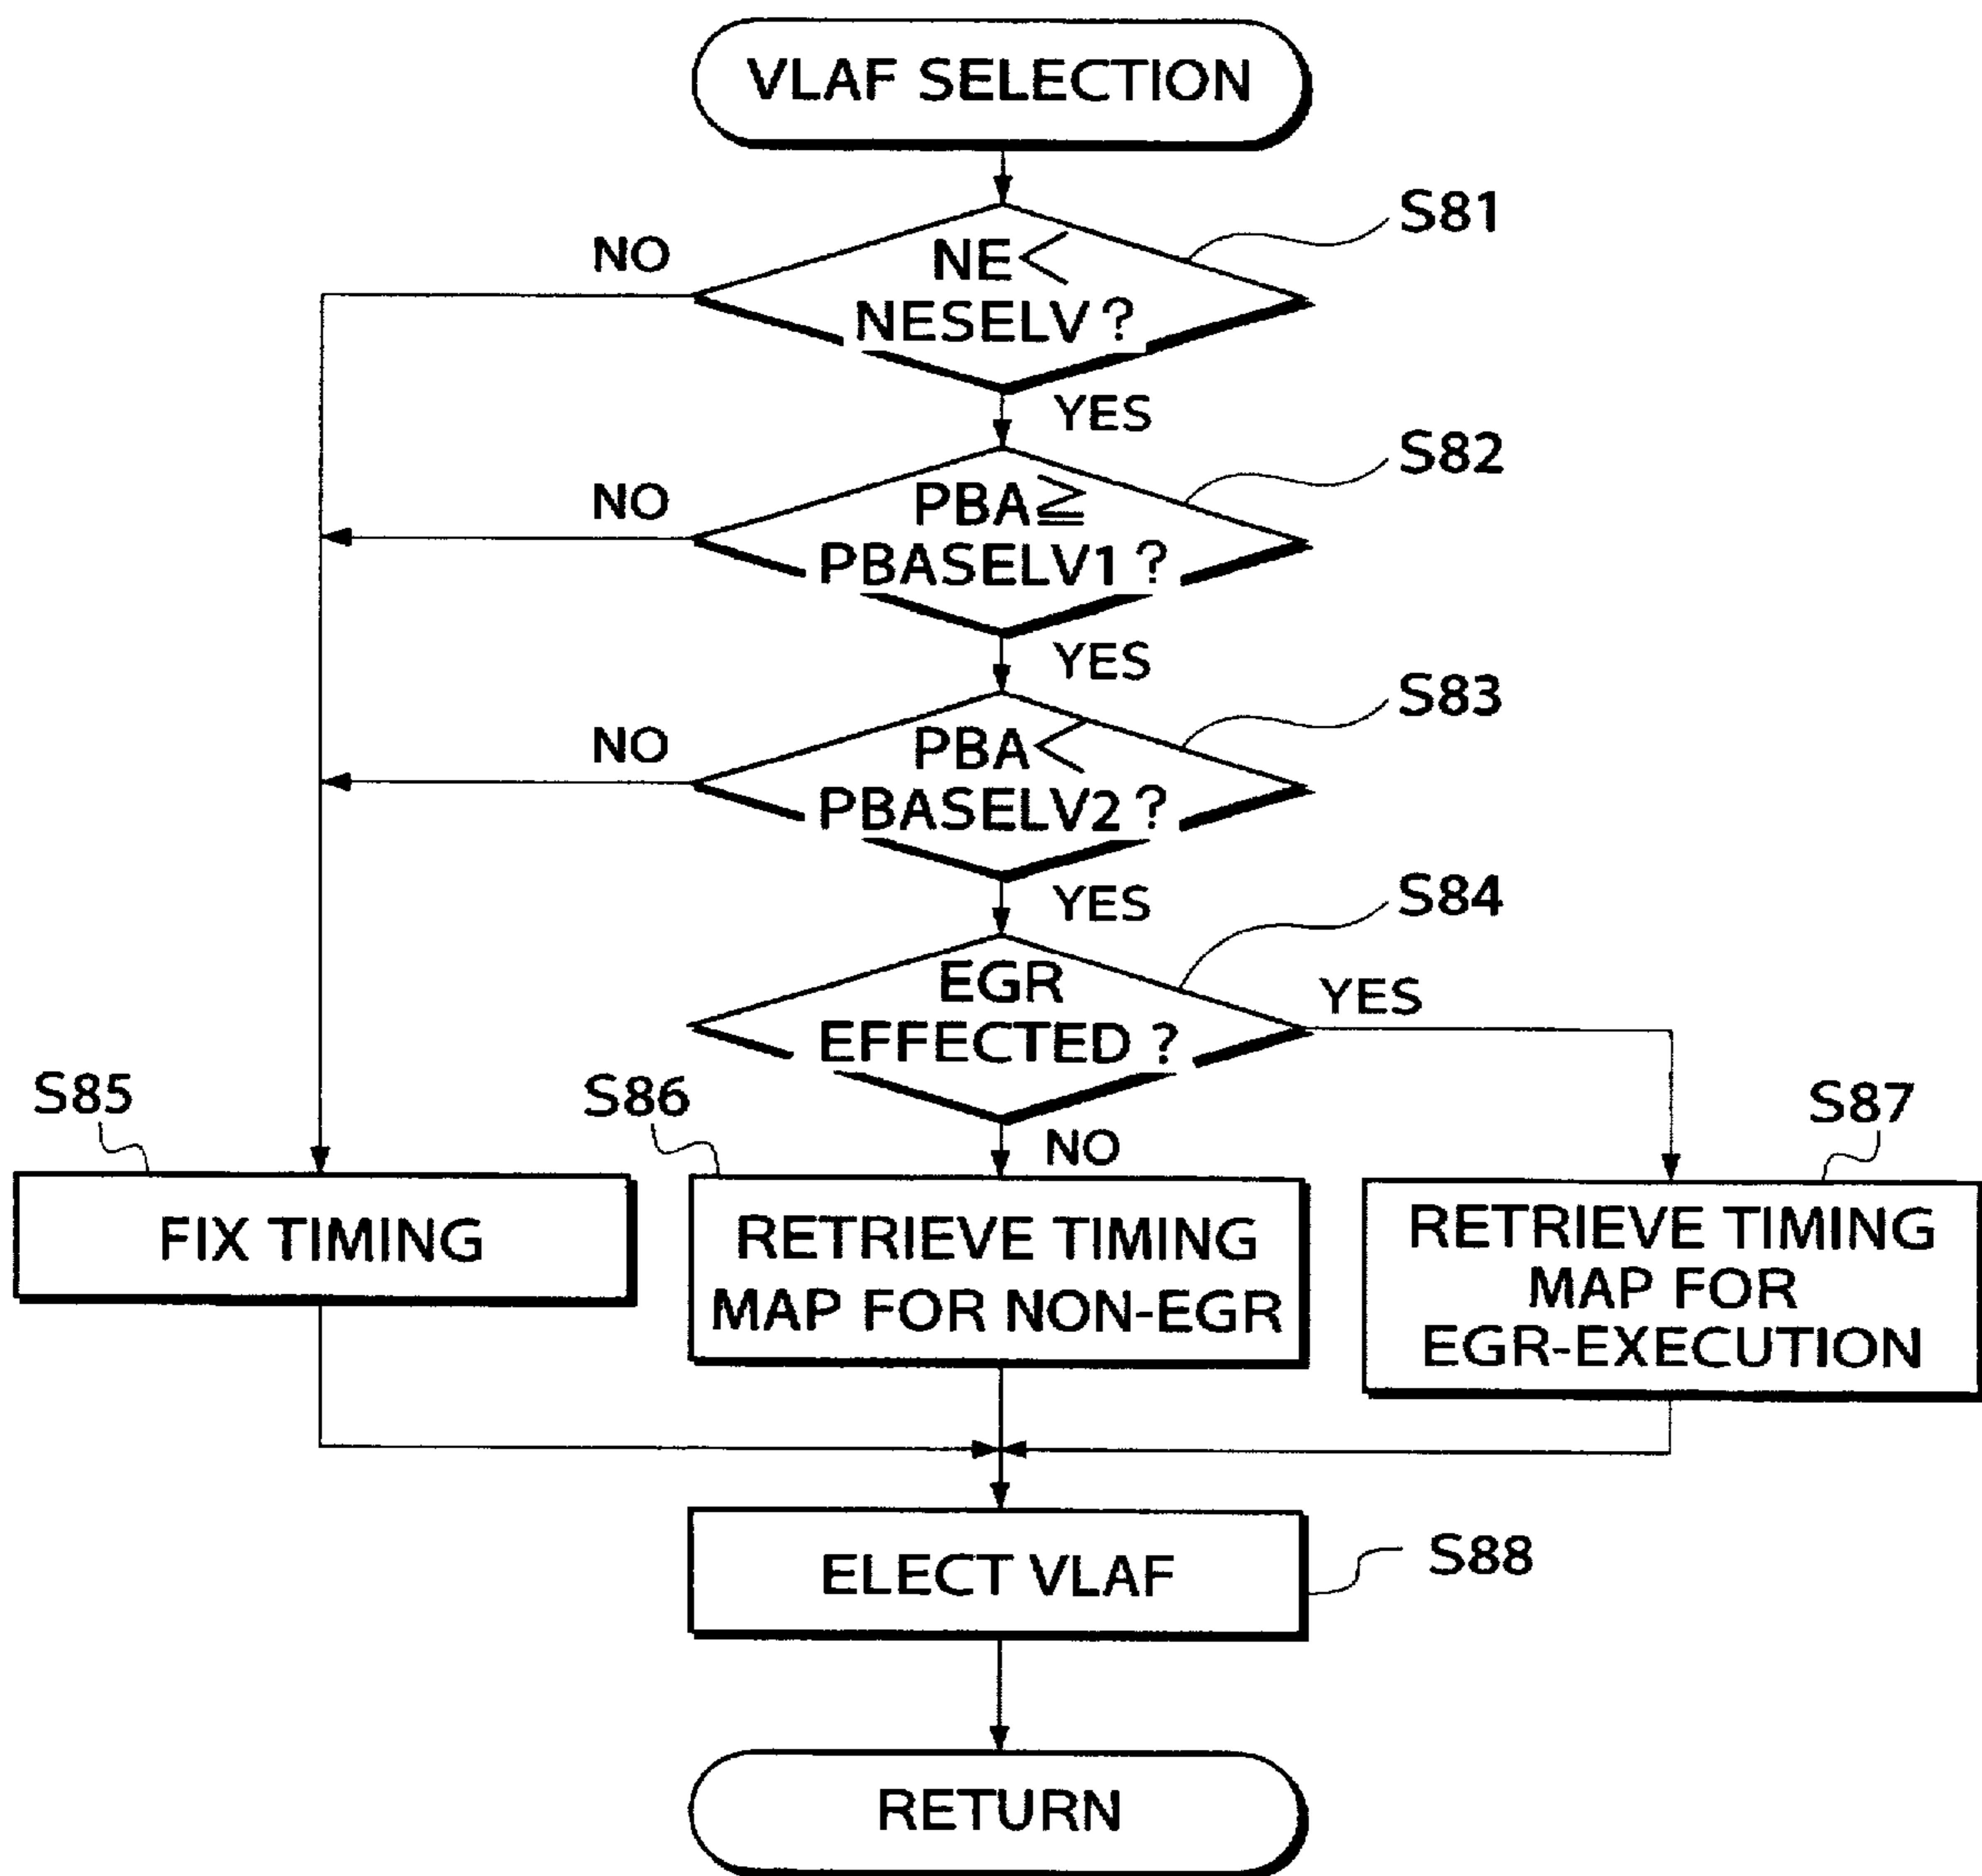 VLAF SELECTION
S81
NO
NE<
NESELV ?
YES
S82
NO
PBA≧
PBASELV1 ?
YES
S83
NO
PBA<
PBASELV2 ?
YES
S84
EGR
EFFECTED ?
YES
S85
S86
S87
NO
FIX TIMING
RETRIEVE TIMING
MAP FOR NON-EGR
RETRIEVE TIMING
MAP FOR
EGR-EXECUTION
ELECT VLAF
S88
RETURN